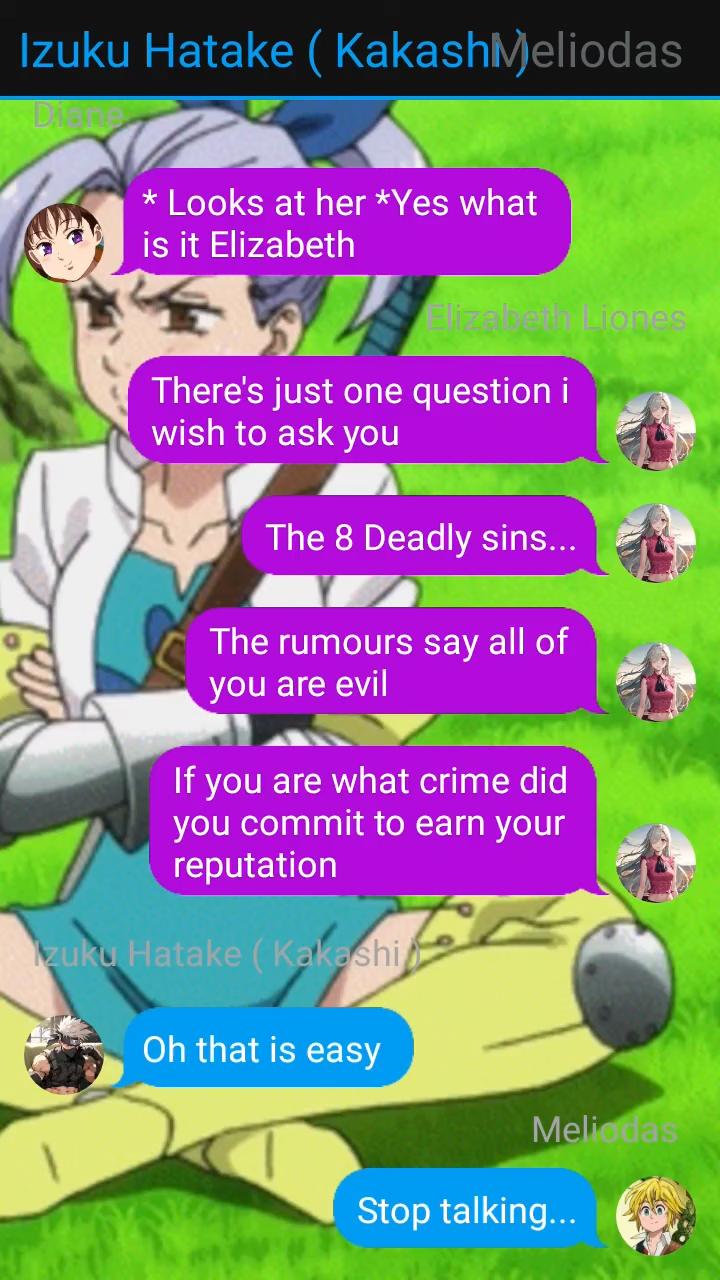 Izuku Hatake ( Kakashi )
Meliodas
Diane
* Looks at her *Yes what
is it Elizabeth
Elizabeth Liones
There's just one question i
wish to ask you
The 8 Deadly sins...
The rumours say all of
you are evil
If you are what crime did
you commit to earn your
reputation
Izuku Hatake ( Kakashi )
Oh that is easy
Meliodas
Stop talking...